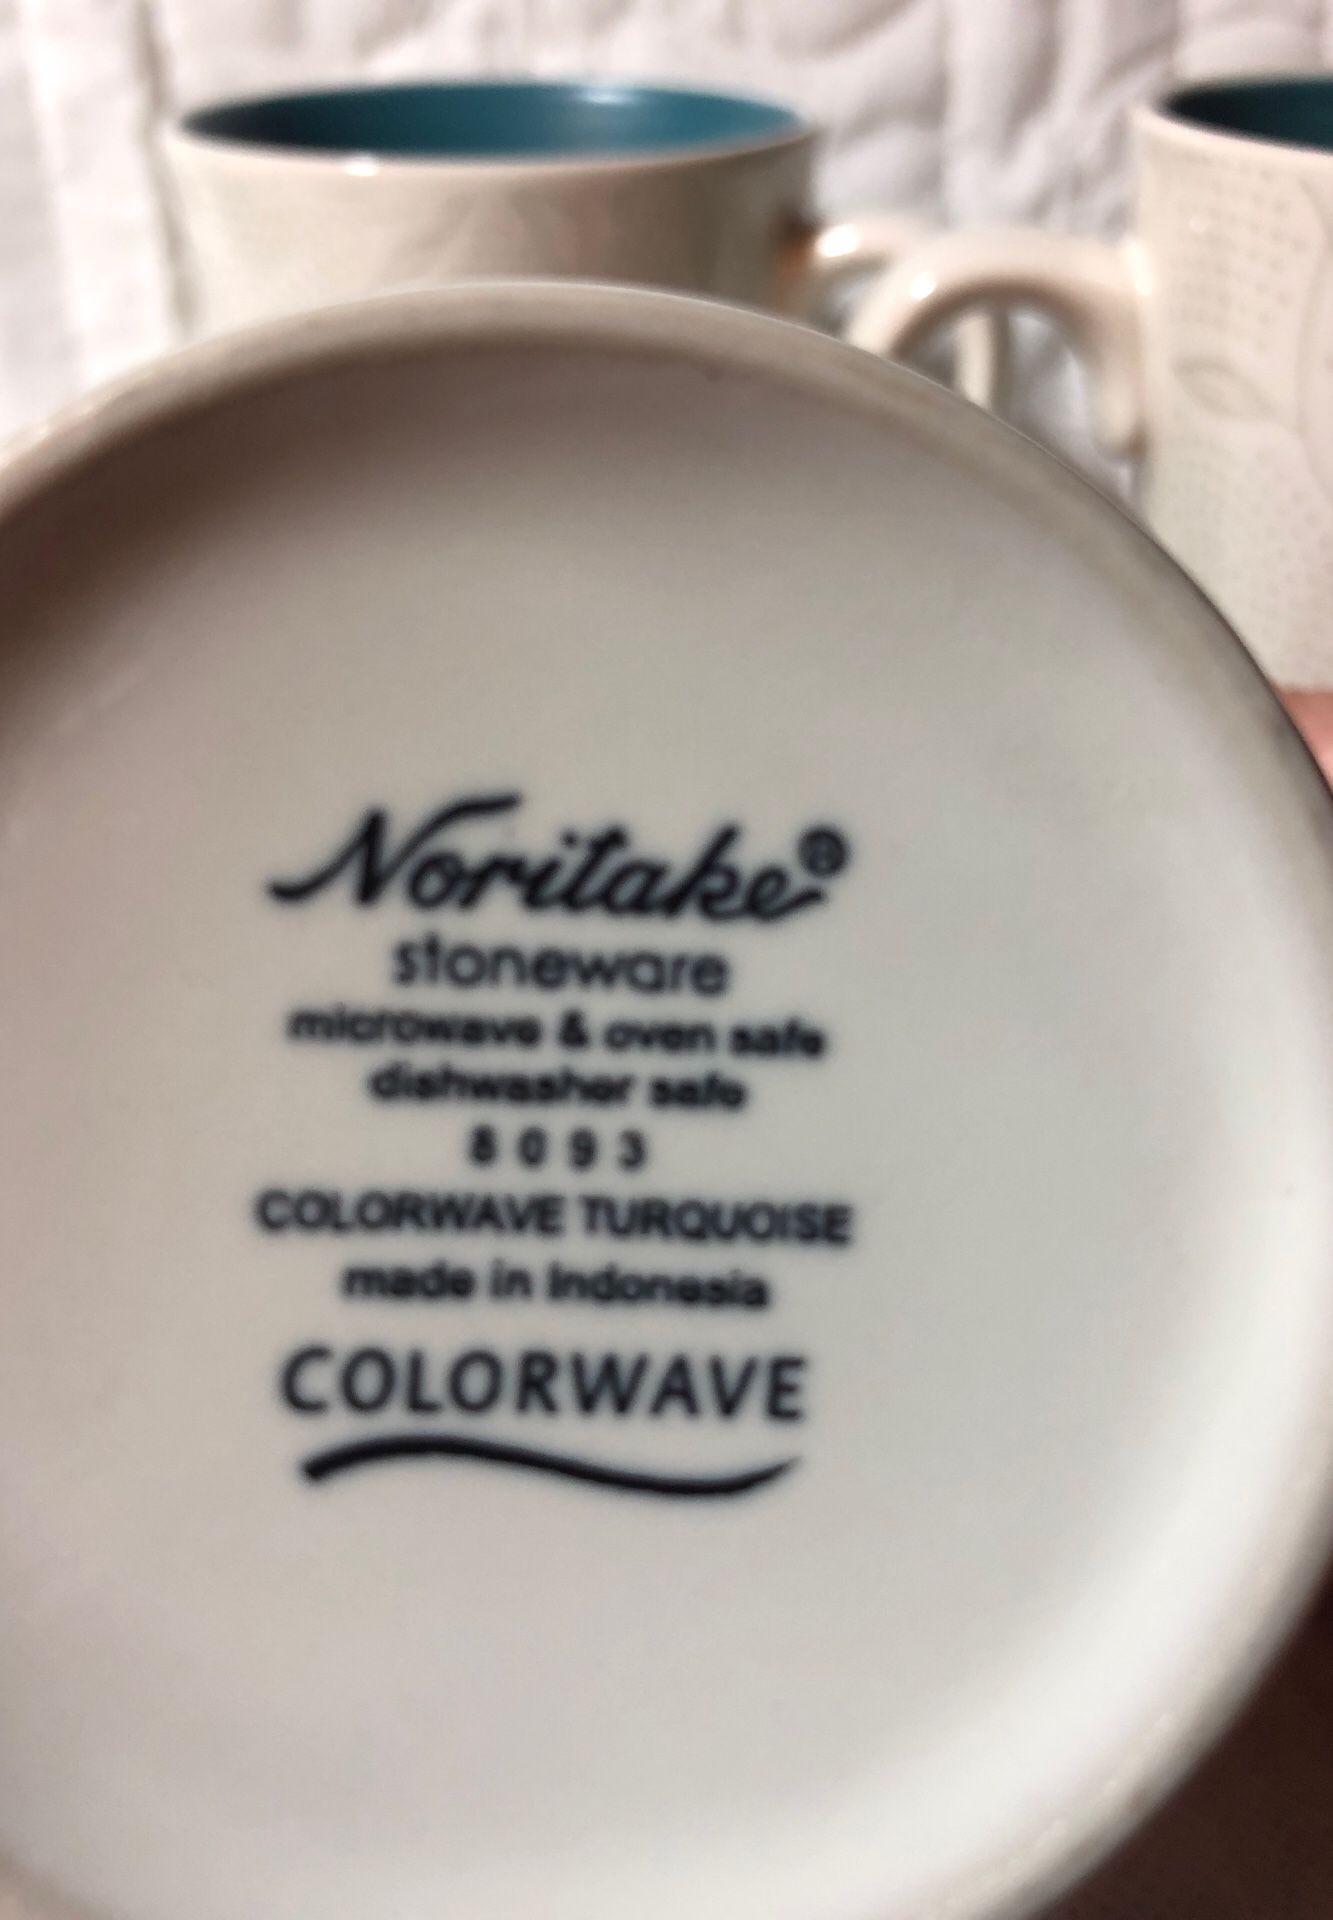 Noritake®
stoneware
microwave & oven safe
dishwasher safe
8093
COLORWAVE TURQUOISE
made in Indonesia
COLORWAVE